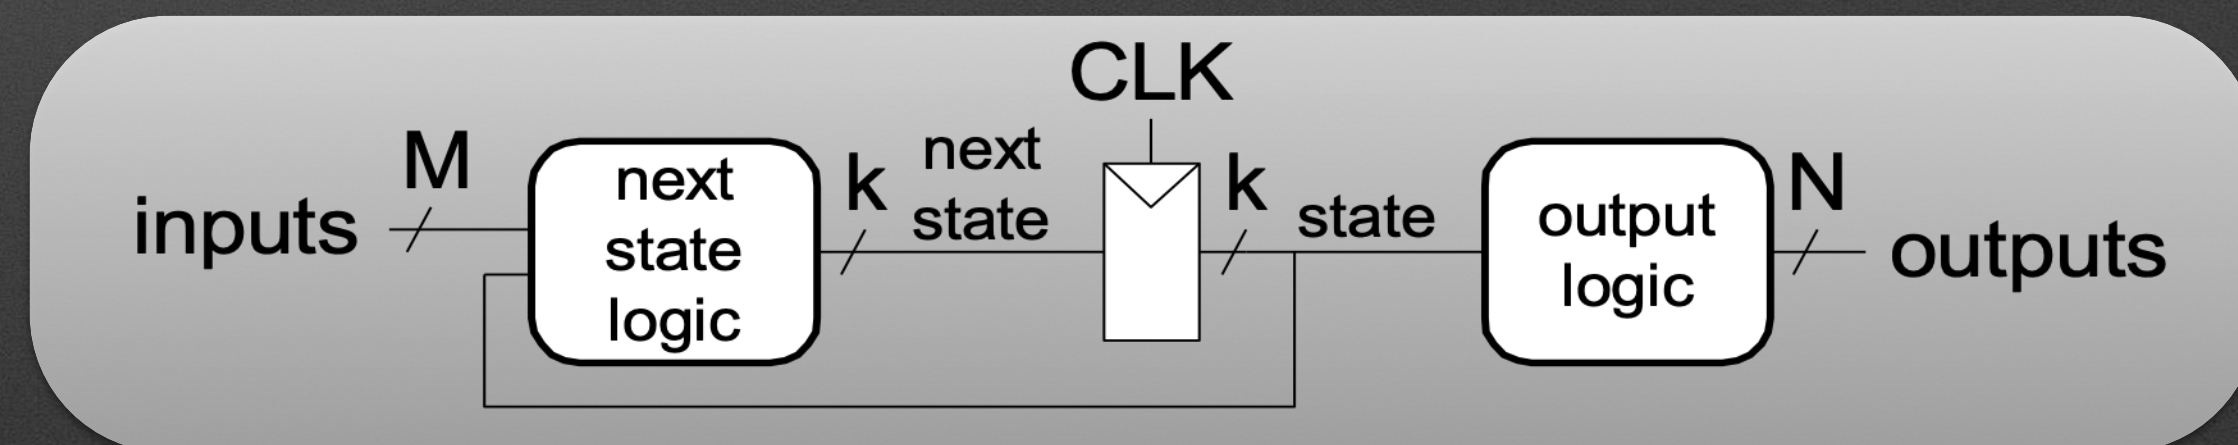 CLK
inputs
M
next
state
logic
k
next
state
k
state
output
logic
N
outputs